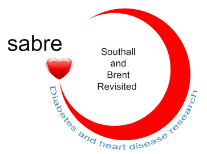 sabre
Southall
and
Brent
Revisited
Diabetes and heart disease research